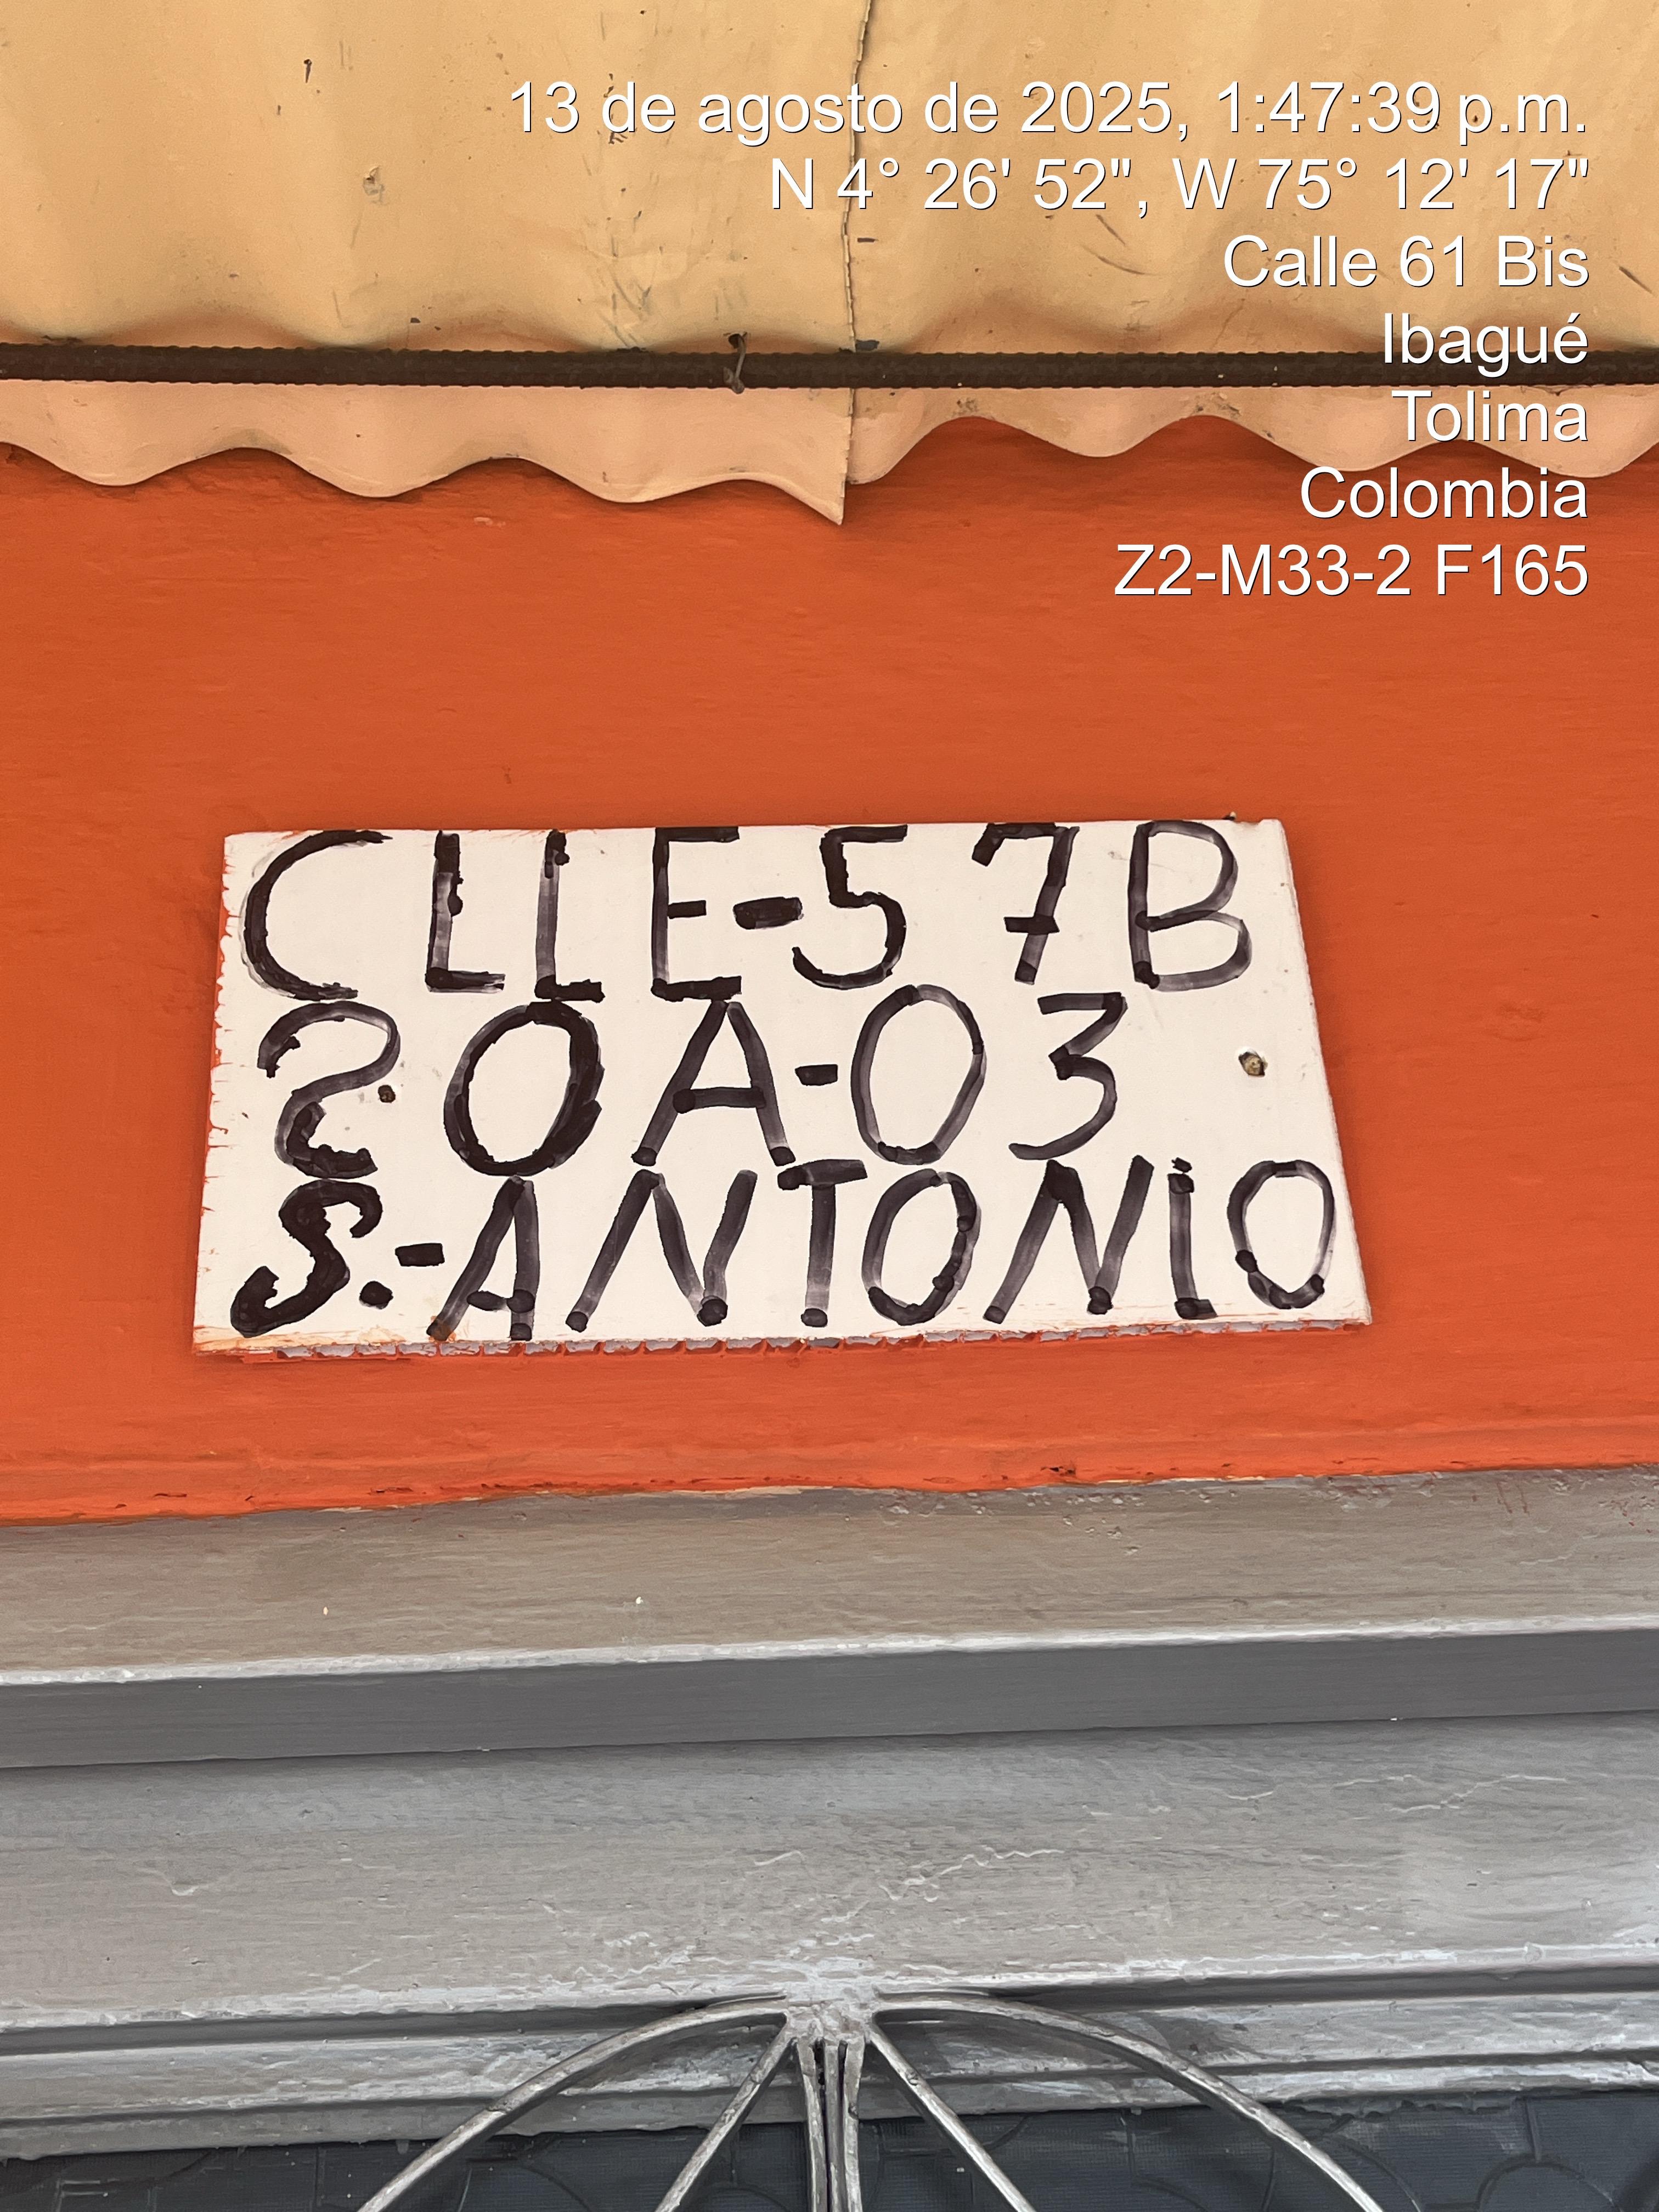 13 de agosto de 2025, 1:47:39 p.m.
N 4° 26' 52", W 75° 12' 17"
Calle 61 Bis
Ibagué
Tolima
Colombia
Z2-M33-2 F165
CLLE-57B
20A-03
S.-ANTONIO